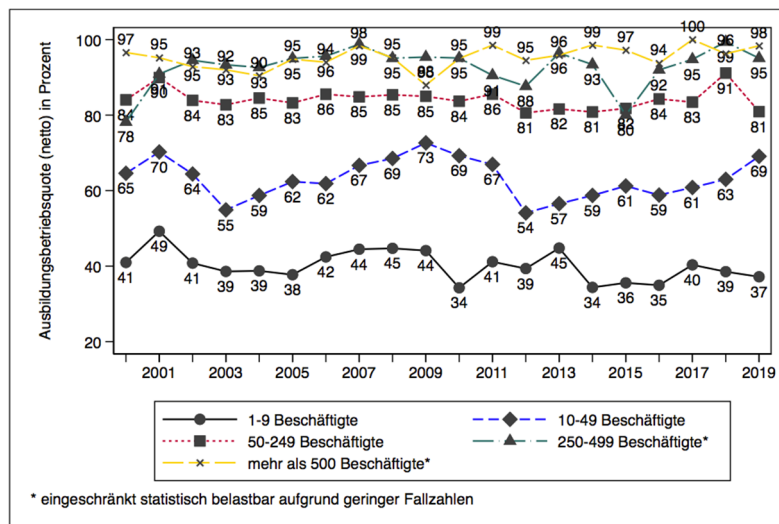 Ausbildungsbetriebsquote (netto) in Prozent
100
80
60
40
20
97 95 93 92 90 95 94 98 95 95 99 95 96 99 97 94 100 98
78 91 90 95 93 93 95 96 99 95 95 91 88 96 93 80 92 95 99 95
84 84 83 85 83 86 85 85 85 84 86 81 82 81 84 83 91 81
65 70 64 55 59 62 62 67 69 73 69 67 54 57 59 61 59 61 63 69
41 49 41 39 39 38 42 44 45 44 34 41 39 45 34 36 35 40 39 37
2001 2003 2005 2007 2009 2011 2013 2015 2017 2019
1-9 Beschäftigte
10-49 Beschäftigte
50-249 Beschäftigte
250-499 Beschäftigte*
mehr als 500 Beschäftigte*
* eingeschränkt statistisch belastbar aufgrund geringer Fallzahlen